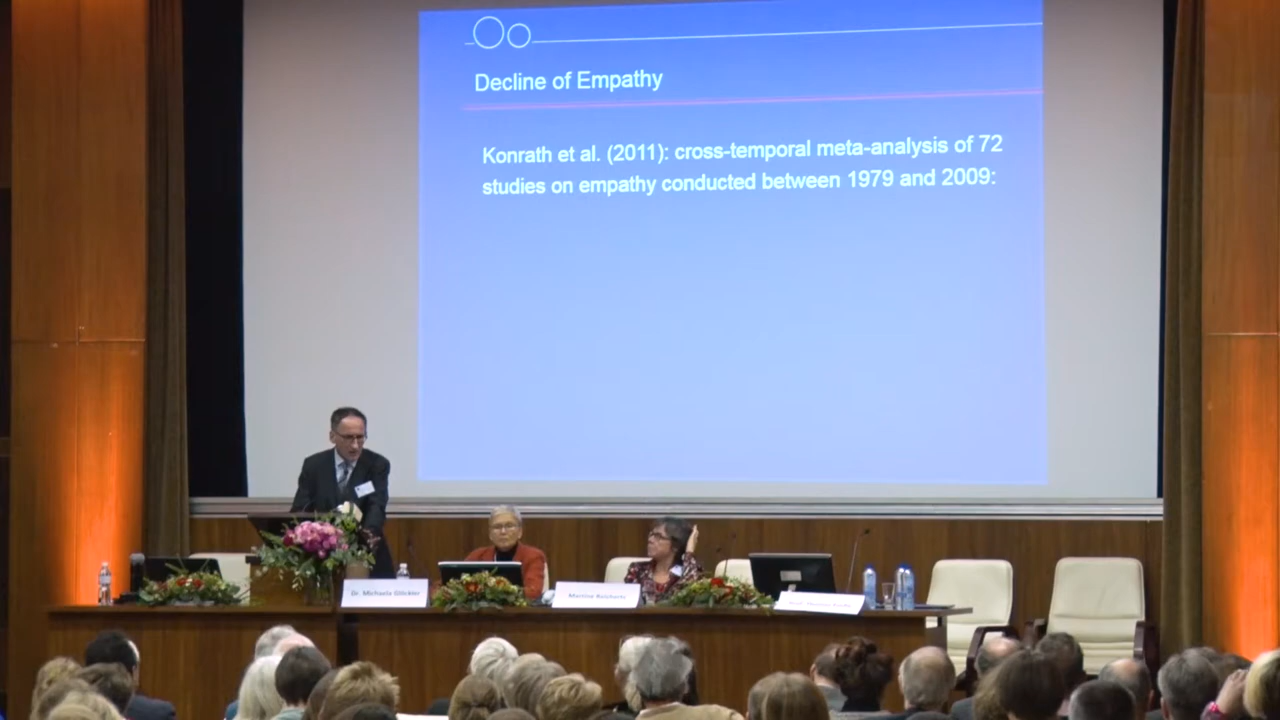 Decline of Empathy
Konrath et al. (2011): cross-temporal meta-analysis of 72
studies on empathy conducted between 1979 and 2009:
Dr. Michaela Glöckler